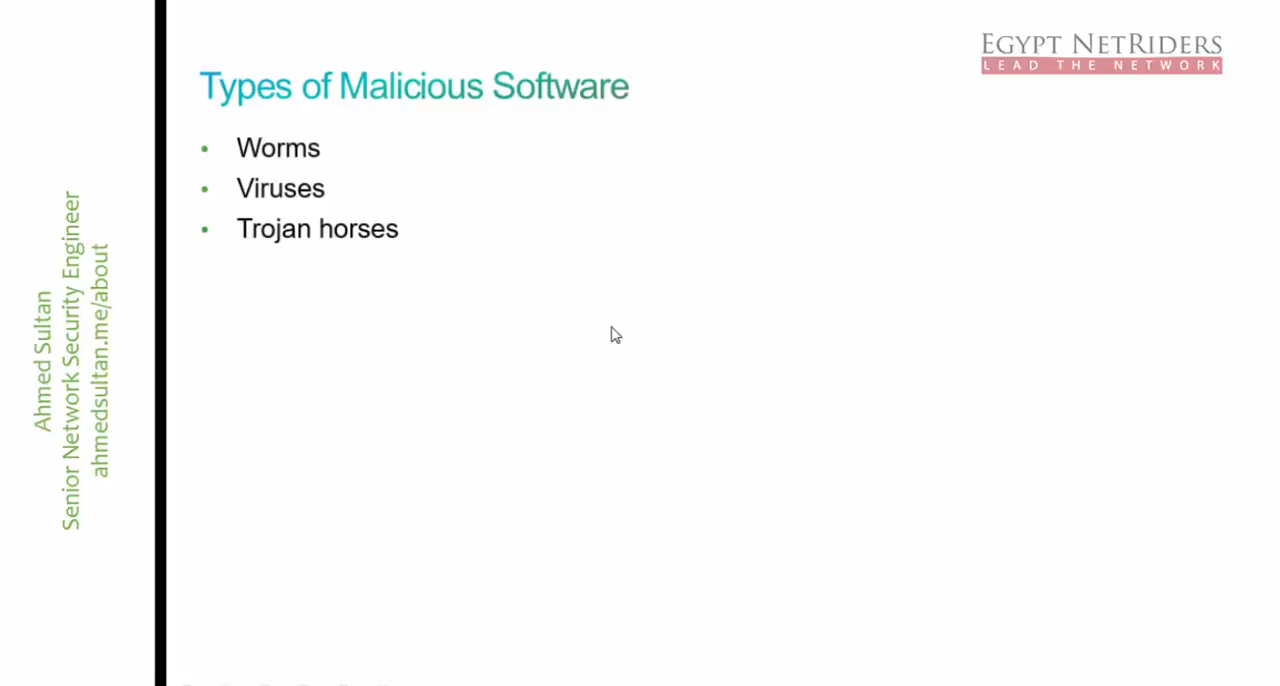 EGYPT NETRIDERS
LEAD THE NETWORK
Types of Malicious Software
• Worms
• Viruses
• Trojan horses
Ahmed Sultan
Senior Network Security Engineer
ahmedsultan.me/about